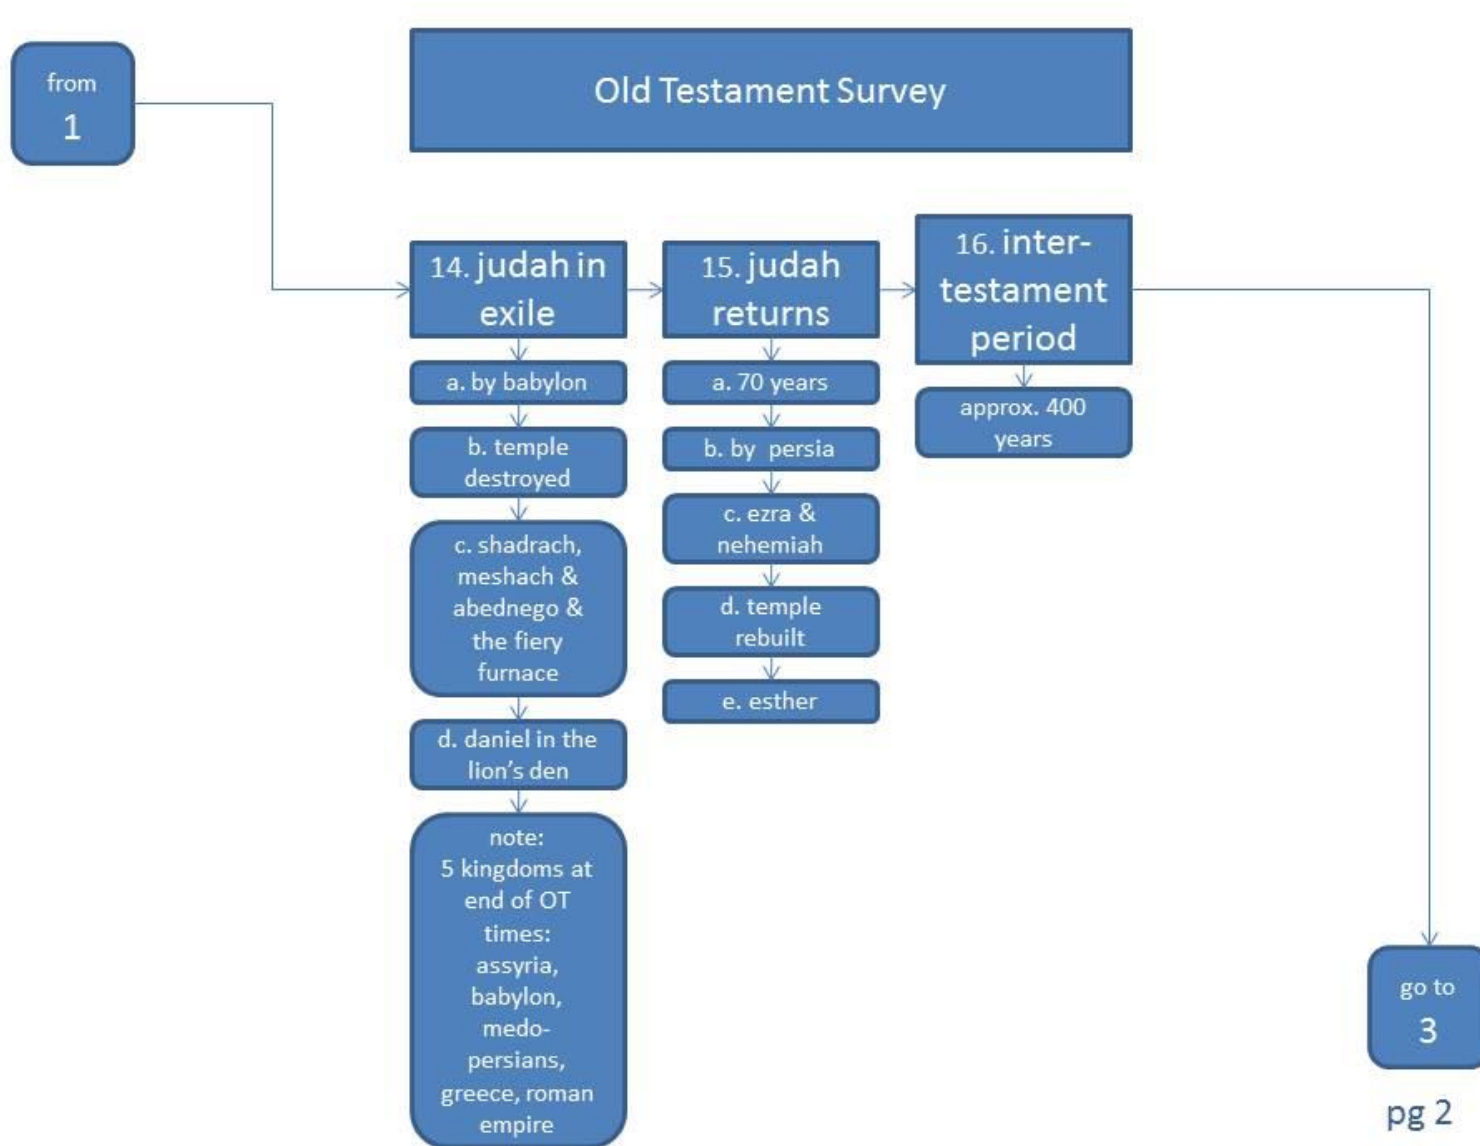 from
1
Old Testament Survey
14. judah in
exile
a. by babylon
b. temple
destroyed
c. shadrach,
meshach &
abednego &
the fiery
furnace
d. daniel in the
lion’s den
note:
5 kingdoms at
end of OT
times:
assyria,
babylon,
medo-
persians,
greece, roman
empire
15. judah
returns
a. 70 years
b. by persia
c. ezra &
nehemiah
d. temple
rebuilt
e. esther
16. inter-
testament
period
approx. 400
years
go to
3
pg 2